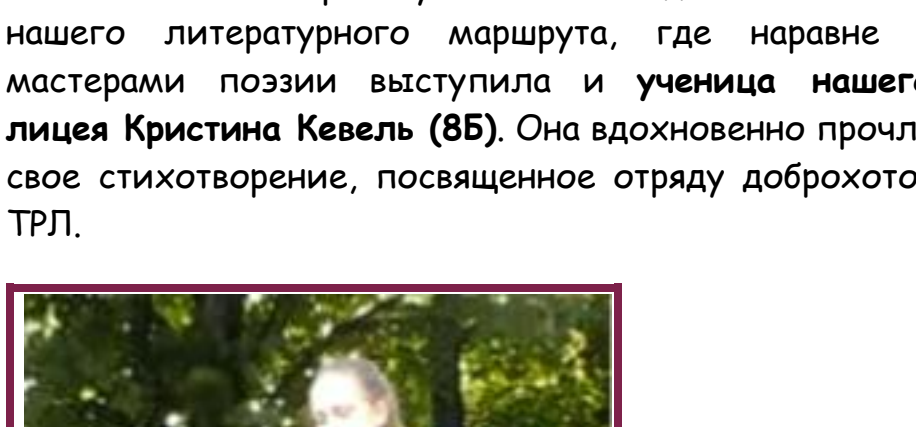 нашего литературного маршрута, где наравне
мастерами поэзии выступила и ученица нашего
лицея Кристина Кевель (8Б). Она вдохновенно прочл
свое стихотворение, посвященное отряду доброхото
ТРЛ.